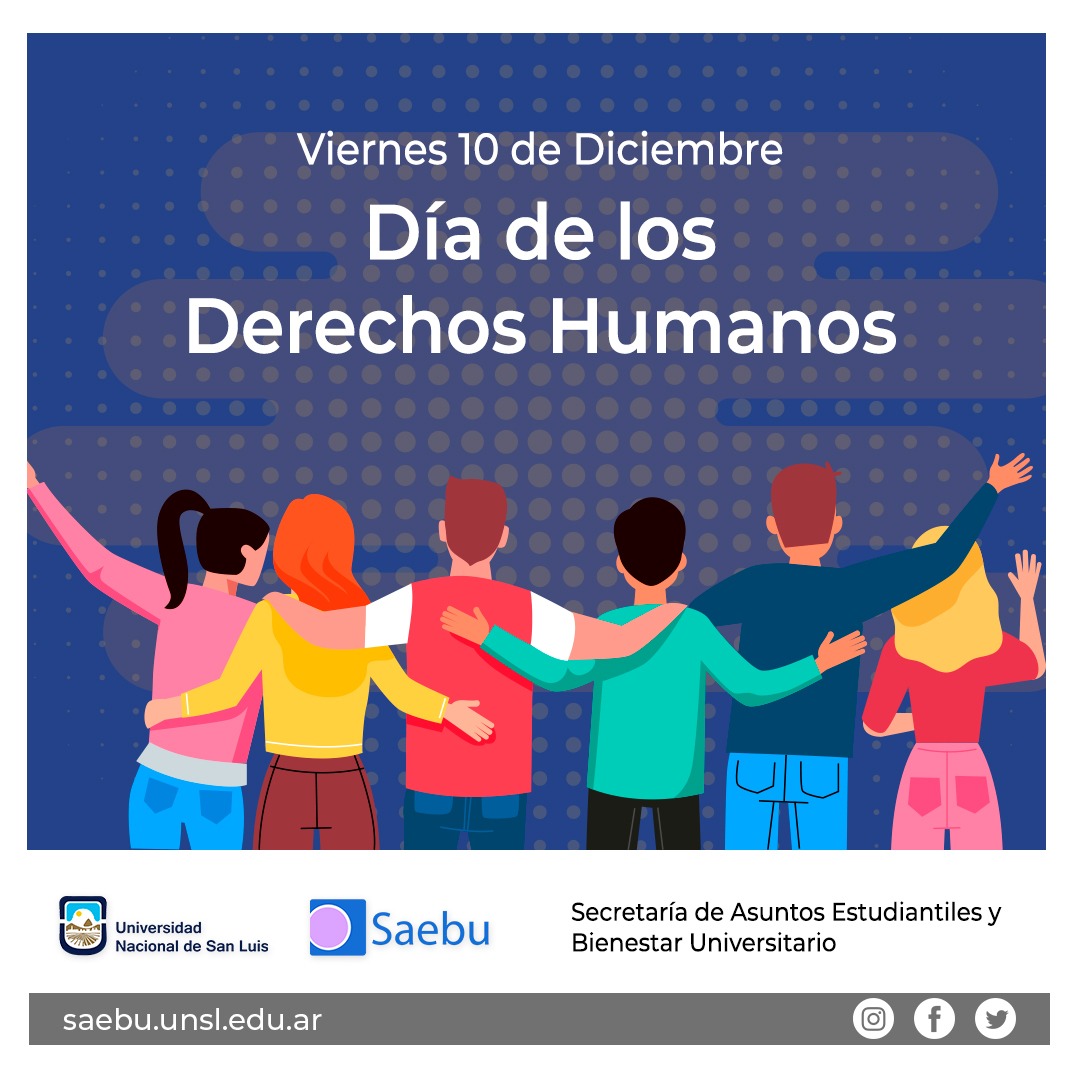 Viernes 10 de Diciembre
Día de los
Derechos Humanos
Universidad
Nacional de San Luis
Saebu
Secretaría de Asuntos Estudiantiles y
Bienestar Universitario
saebu.unsl.edu.ar